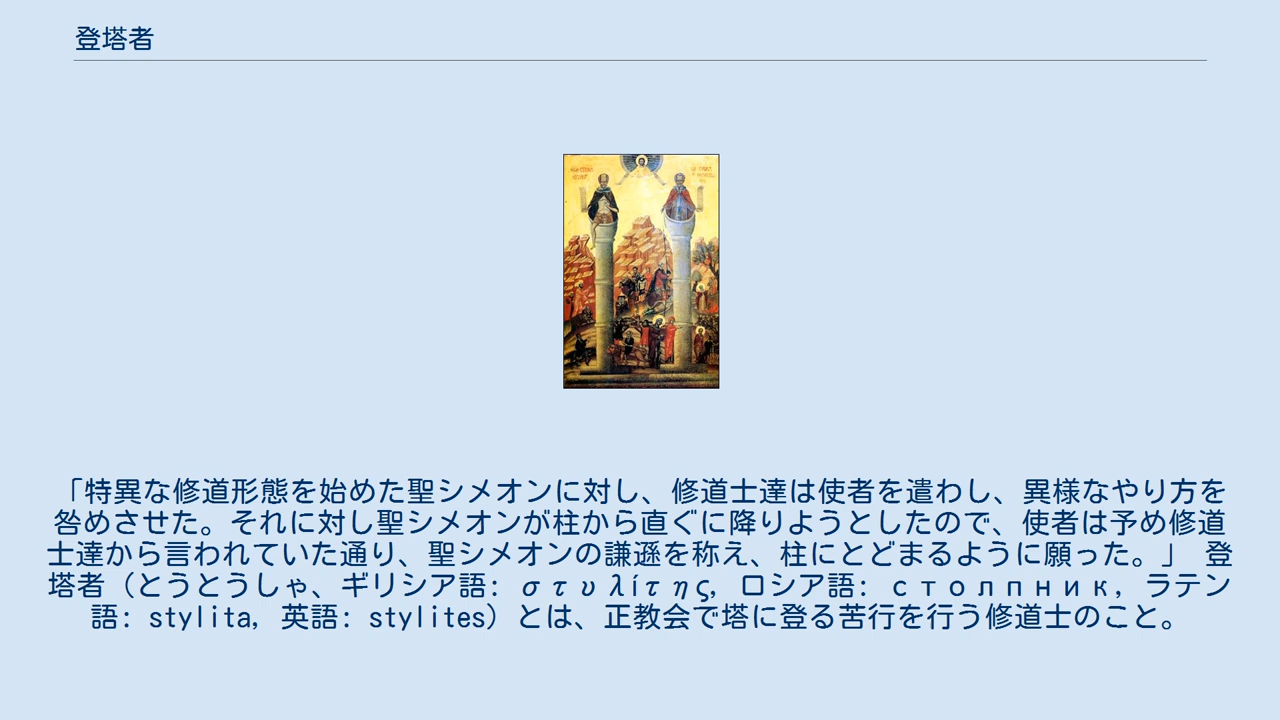 登塔者
「特異な修道形態を始めた聖シメオンに対し、修道士達は使者を遣わし、異様なやり方を
咎めさせた。それに対し聖シメオンが柱から直ぐに降りようとしたので、使者は予め修道
士達から言われていた通り、聖シメオンの謙遜を称え、柱にとどまるように願った。」 登
塔者（とうとうしゃ、ギリシア語: στυλίτης, ロシア語: столпник, ラテン
語: stylita, 英語: stylites）とは、正教会で塔に登る苦行を行う修道士のこと。